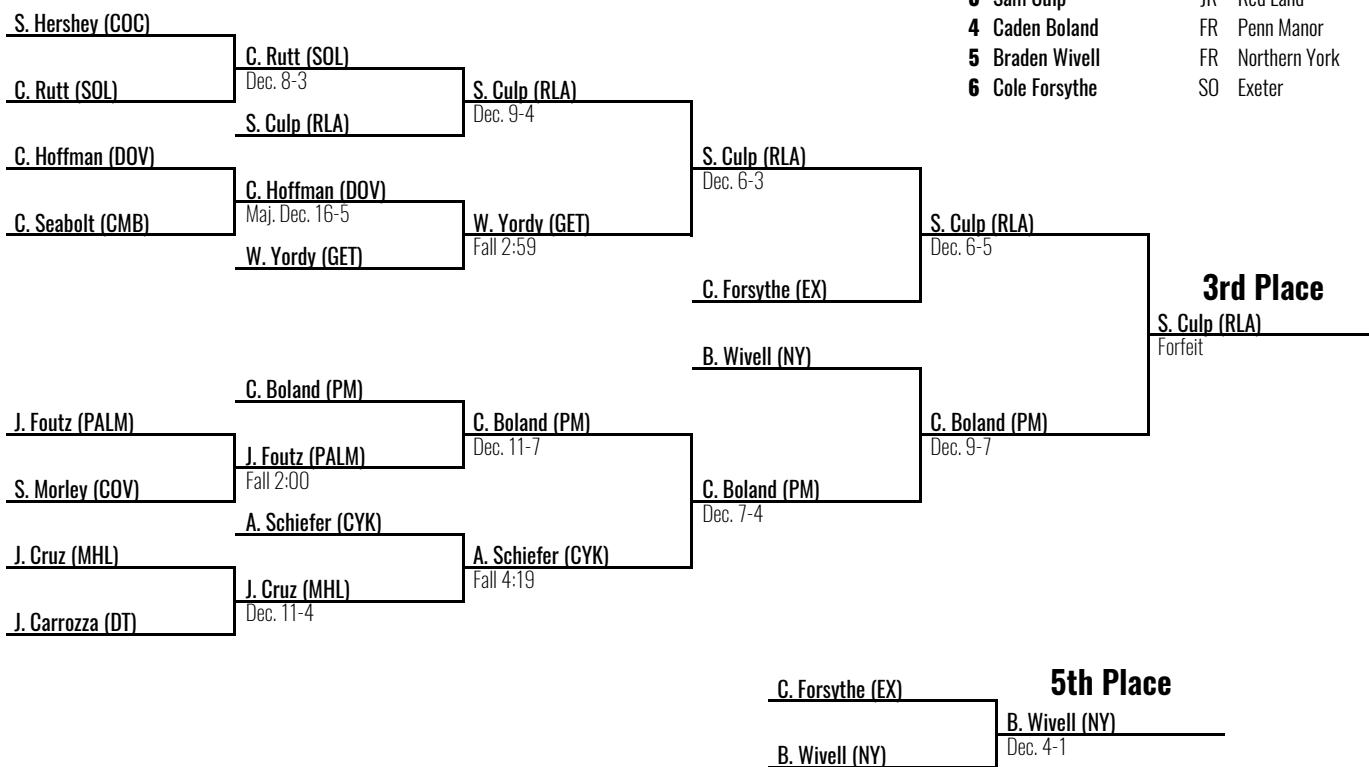 3 Sam Culp JR Red Land
4 Caden Boland FR Penn Manor
5 Braden Wivell FR Northern York
6 Cole Forsythe SO Exeter
S. Hershey (COC)
C. Rutt (SOL)
Dec. 8-3
C. Rutt (SOL)
S. Culp (RLA)
Dec. 9-4
S. Culp (RLA)
C. Hoffman (DOV)
S. Culp (RLA)
Dec. 6-3
C. Hoffman (DOV)
Maj. Dec. 16-5
C. Seabolt (CMB)
W. Yordy (GET)
Fall 2:59
S. Culp (RLA)
Dec. 6-5
W. Yordy (GET)
C. Forsythe (EX)
3rd Place
S. Culp (RLA)
Forfeit
B. Wivell (NY)
C. Boland (PM)
J. Foutz (PALM)
C. Boland (PM)
Dec. 11-7
C. Boland (PM)
Dec. 9-7
J. Foutz (PALM)
Fall 2:00
S. Morley (COV)
C. Boland (PM)
Dec. 7-4
A. Schiefer (CYK)
J. Cruz (MHL)
A. Schiefer (CYK)
Fall 4:19
J. Cruz (MHL)
Dec. 11-4
J. Carrozza (DT)
5th Place
C. Forsythe (EX)
B. Wivell (NY)
Dec. 4-1
B. Wivell (NY)